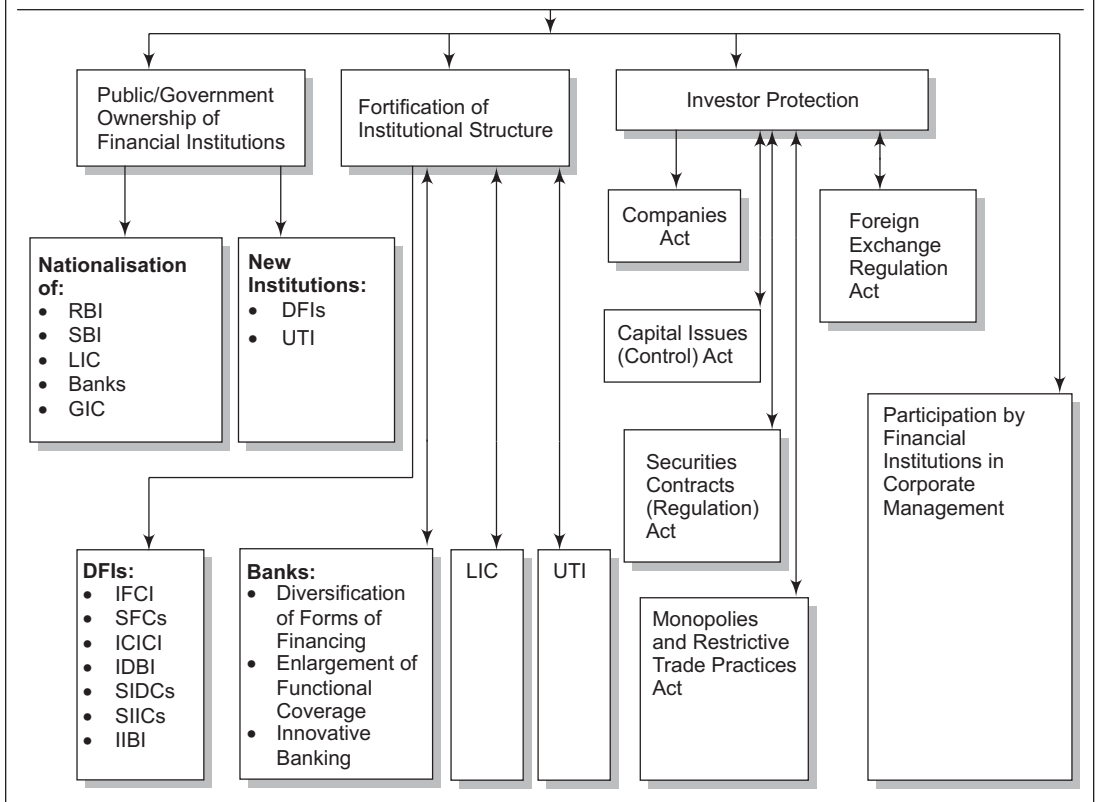 Public/Government
Ownership of
Financial Institutions
Fortification of
Institutional Structure
Investor Protection
Nationalisation
of:
• RBI
• SBI
• LIC
• Banks
• GIC
New
Institutions:
• DFIs
• UTI
Companies
Act
Foreign
Exchange
Regulation
Act
Capital Issues
(Control) Act
Securities
Contracts
(Regulation)
Act
Participation by
Financial
Institutions in
Corporate
Management
DFIs:
• IFCI
• SFCs
• ICICI
• IDBI
• SIDCs
• SIICs
• IIBI
Banks:
• Diversification
of Forms of
Financing
• Enlargement of
Functional
Coverage
• Innovative
Banking
LIC
UTI
Monopolies
and Restrictive
Trade Practices
Act